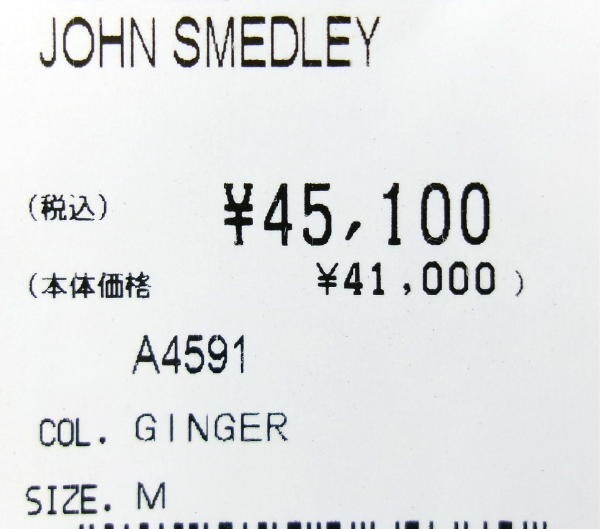 JOHN SMEDLEY
(税込) ¥45,100
(本体価格 ¥41,000 )
A4591
COL. GINGER
SIZE. M